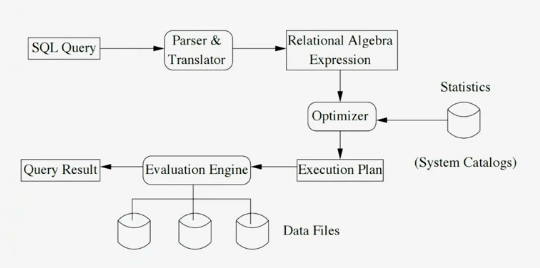 SQL Query
Parser &
Translator
Relational Algebra
Expression
Statistics
Optimizer
(System Catalogs)
Query Result
Evaluation Engine
Execution Plan
Data Files